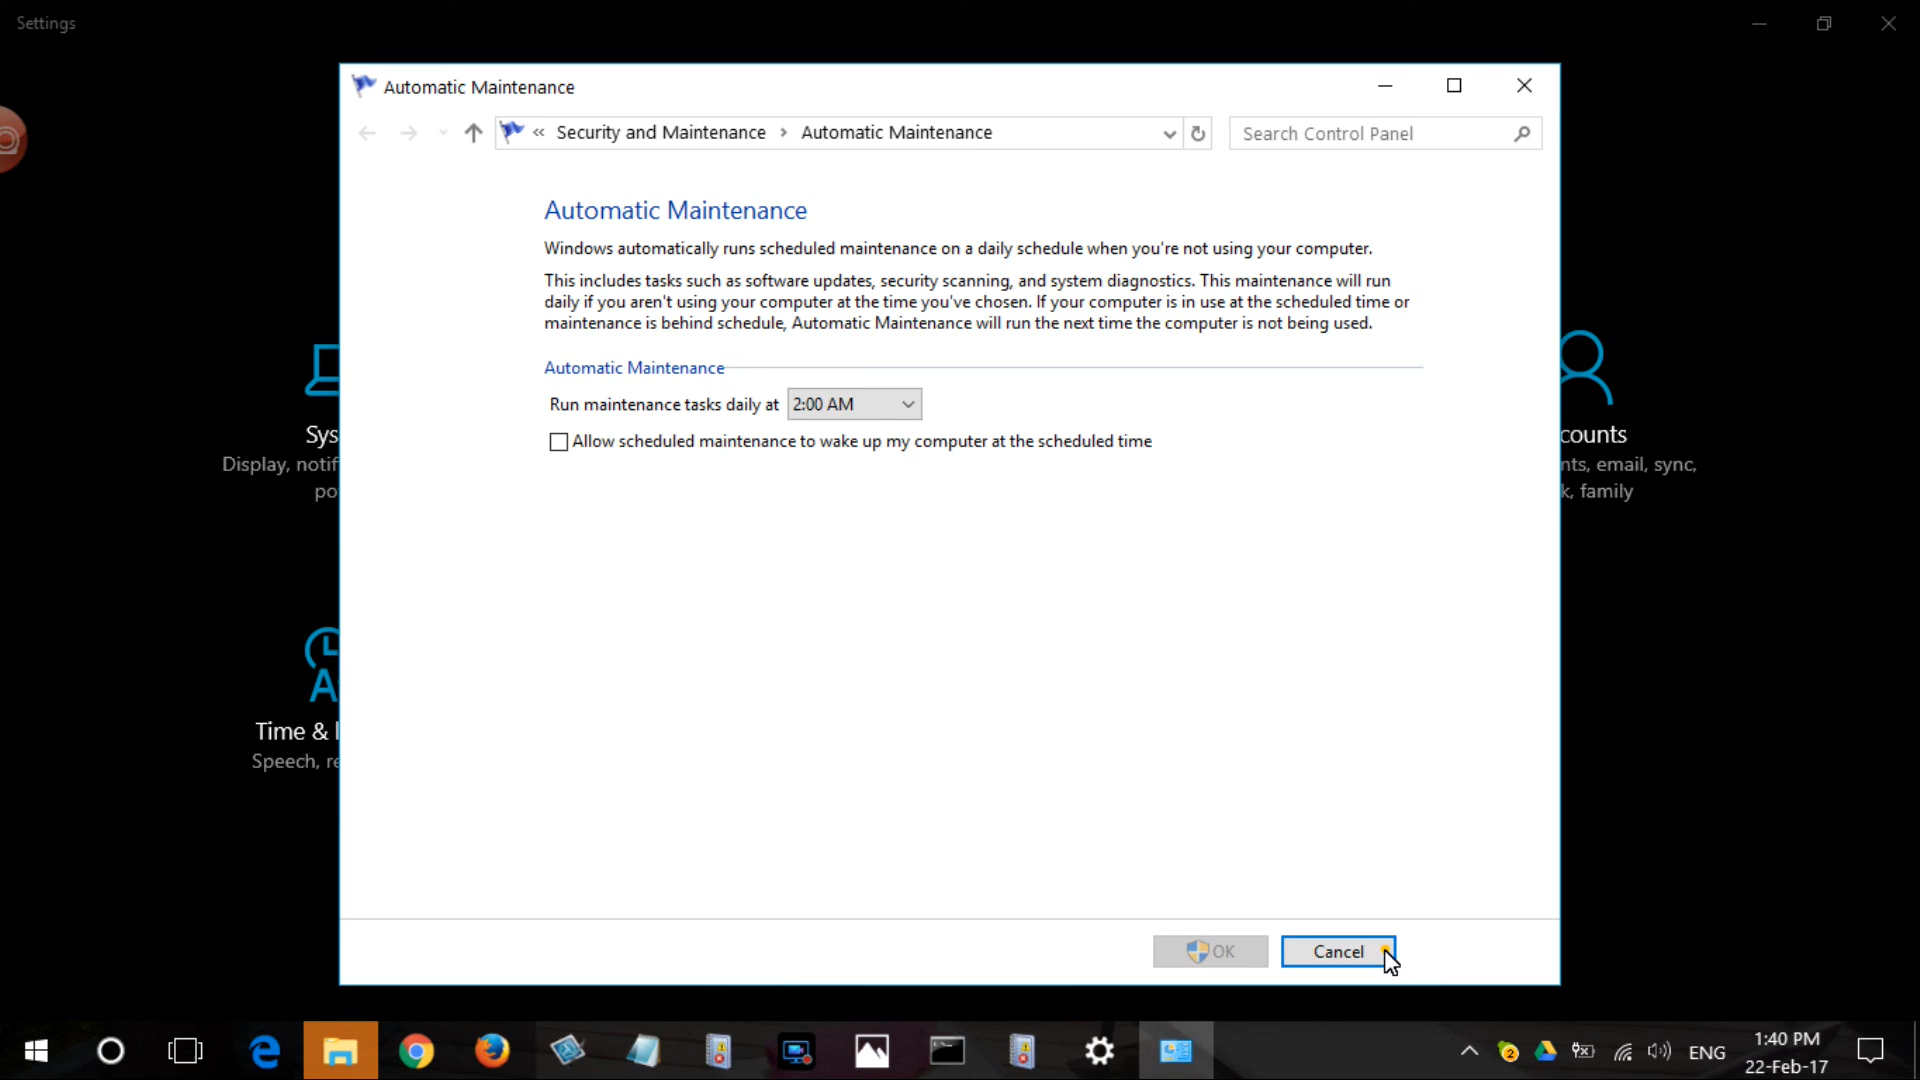 Settings
Automatic Maintenance
« Security and Maintenance > Automatic Maintenance
Search Control Panel
Automatic Maintenance
Windows automatically runs scheduled maintenance on a daily schedule when you're not using your computer.
This includes tasks such as software updates, security scanning, and system diagnostics. This maintenance will run
daily if you aren't using your computer at the time you've chosen. If your computer is in use at the scheduled time or
maintenance is behind schedule, Automatic Maintenance will run the next time the computer is not being used.
Automatic Maintenance
Run maintenance tasks daily at 2:00 AM
Allow scheduled maintenance to wake up my computer at the scheduled time
Sys
Display, notif
po
counts
nts, email, sync,
k, family
Time & l
Speech, re
OK
Cancel
2
ENG
1:40 PM
22-Feb-17